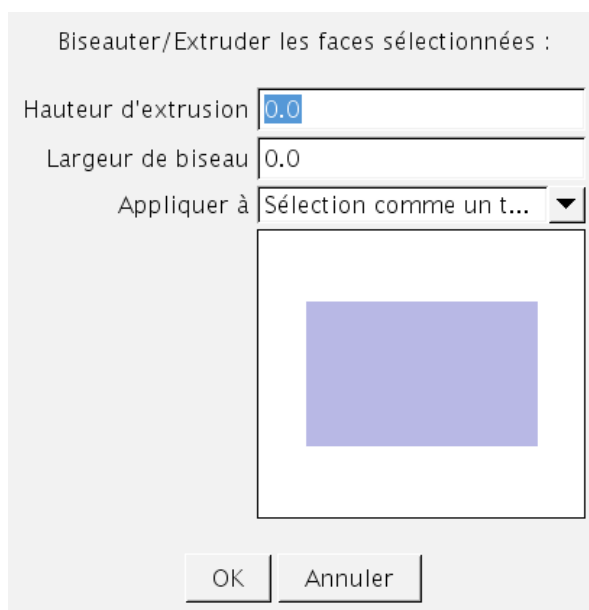 Biseauter/Extruder les faces sélectionnées :
Hauteur d'extrusion 0.0
Largeur de biseau 0.0
Appliquer à Sélection comme un t...
OK Annuler